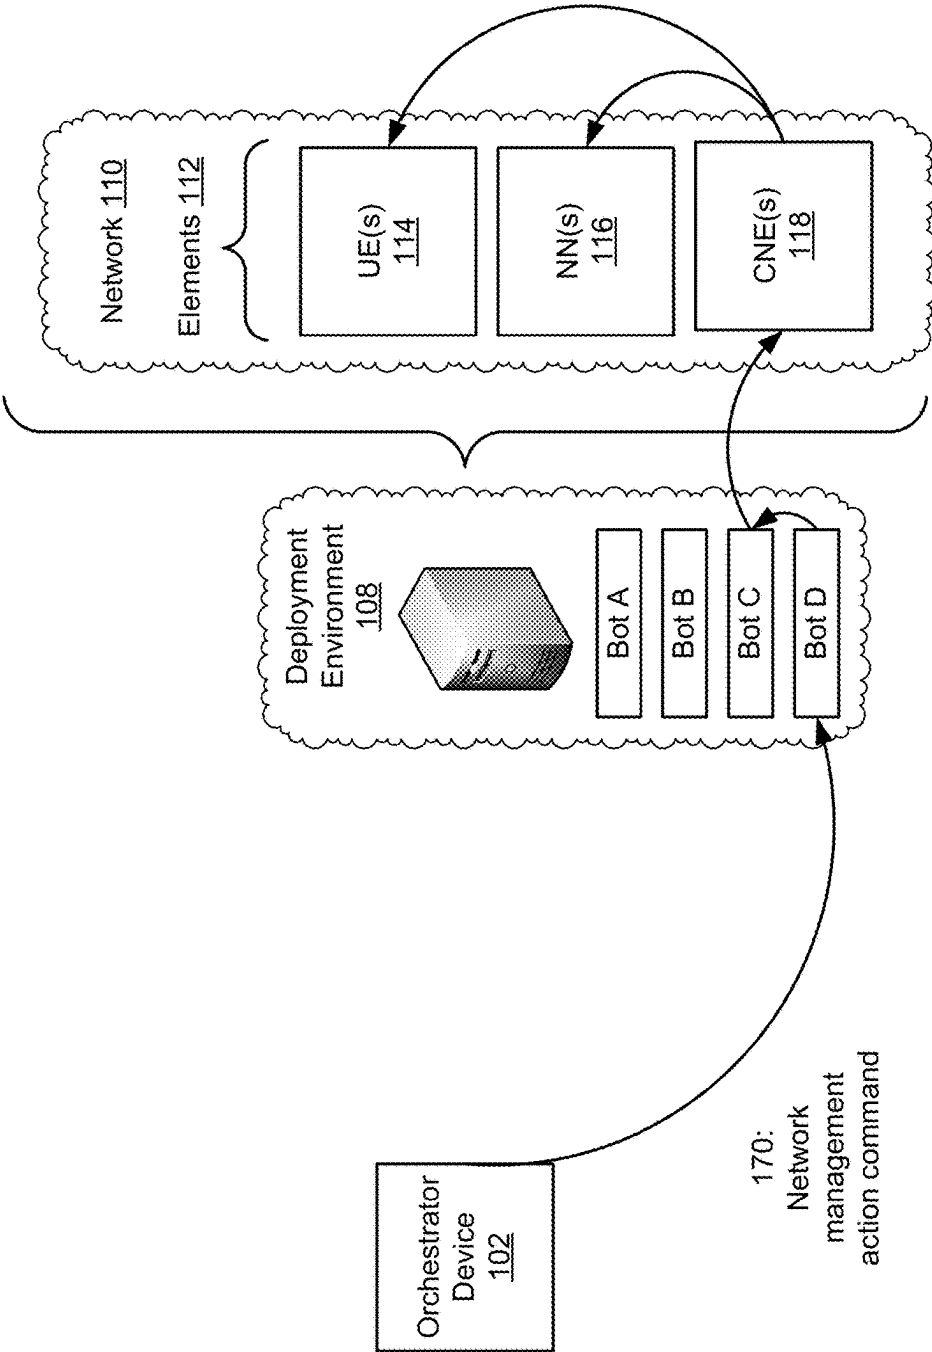 Orchestrator
Device
102
170:
Network
management
action command
Deployment
Environment
108
Bot A
Bot B
Bot C
Bot D
Network 110
Elements 112
UE(s)
114
NN(s)
116
CNE(s)
118